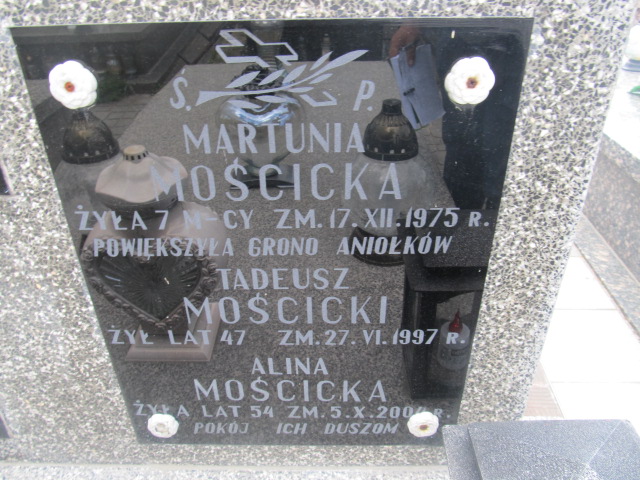 Ś. P.
MARTUNIA
MOŚCICKA
ŻYŁA 7 M-CY ZM. 17. XII. 1975 R.
POWIĘKSZYŁA GRONO ANIOŁKÓW
TADEUSZ
MOŚCICKI
ŻYŁ LAT 47 ZM. 27. VI. 1997 R.
ALINA
MOŚCICKA
ŻYŁA LAT 54 ZM. 5. X. R.
POKÓJ ICH DUSZOM